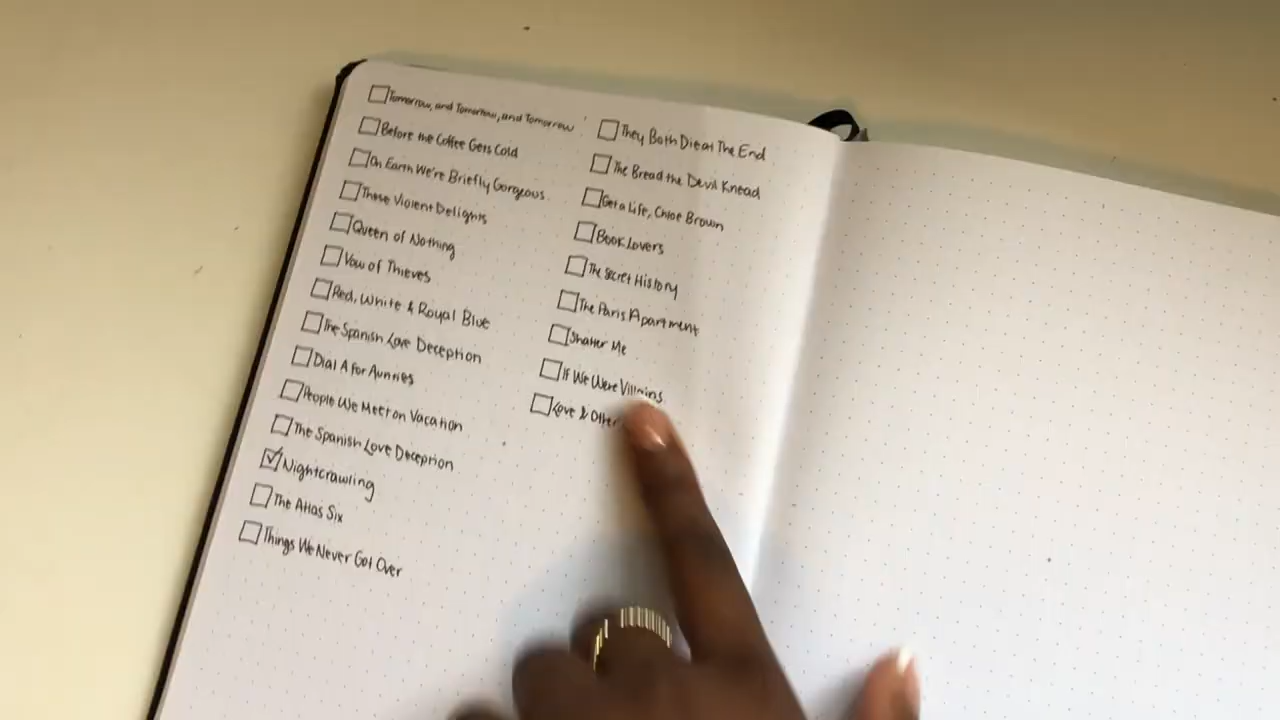 Tomorrow, and Tomorrow, and Tomorrow
Before the Coffee Gets Cold
On Earth We're Briefly Gorgeous
These Violent Delights
Queen of Nothing
Vow of Thieves
Red, White & Royal Blue
The Spanish Love Deception
Dial A for Aunties
People We Meet on Vacation
The Spanish Love Deception
Nightcrawling
The Atlas Six
Things We Never Got Over
They Both Die at The End
The Bread the Devil Knead
Get a Life, Chloe Brown
Book Lovers
The Secret History
The Paris Apartment
Shatter Me
If We Were Villains
Love & Other